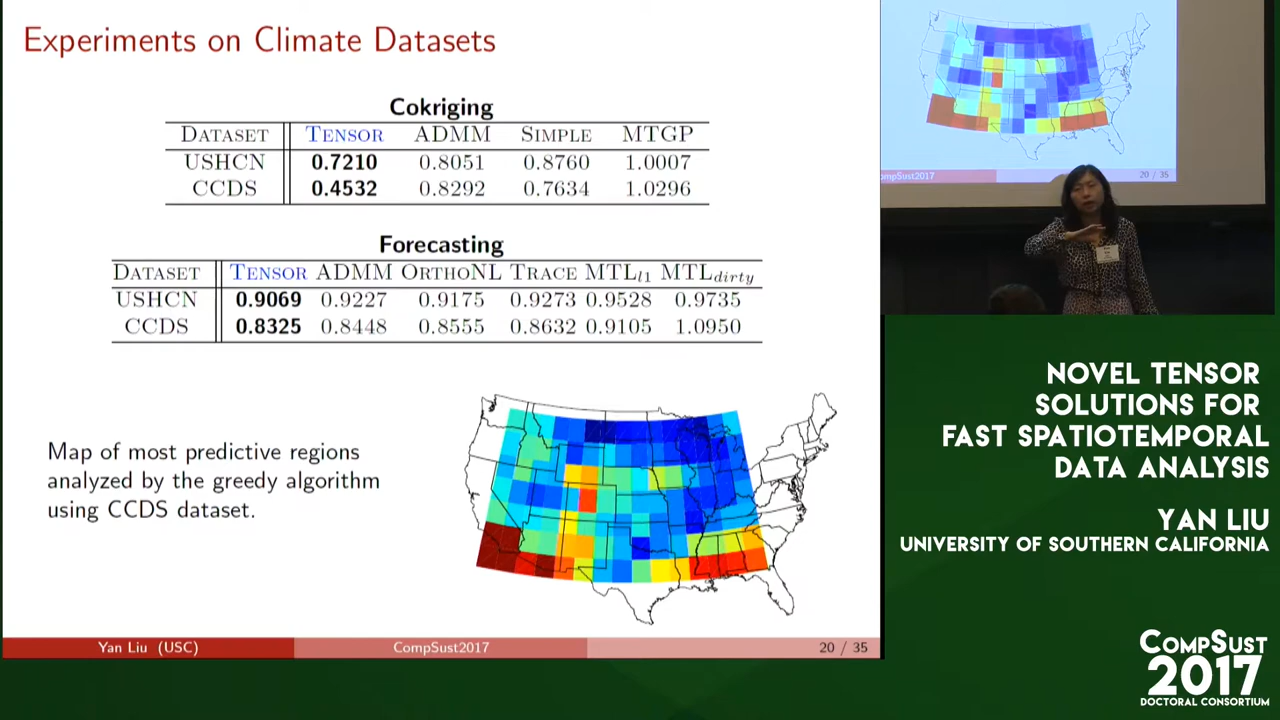 Experiments on Climate Datasets
Cokriging
DATASET TENSOR ADMM SIMPLE MTGP
USHCN 0.7210 0.8051 0.8760 1.0007
CCDS 0.4532 0.8292 0.7634 1.0296
Forecasting
DATASET TENSOR ADMM ORTHONL TRACE MTLl1 MTLdirty
USHCN 0.9069 0.9227 0.9175 0.9273 0.9528 0.9735
CCDS 0.8325 0.8448 0.8555 0.8632 0.9105 1.0950
Map of most predictive regions
analyzed by the greedy algorithm
using CCDS dataset.
Yan Liu (USC) CompSust2017 20 / 35
ompSust2017 20 / 35
NOVEL TENSOR
SOLUTIONS FOR
FAST SPATIOTEMPORAL
DATA ANALYSIS
YAN LIU
UNIVERSITY OF SOUTHERN CALIFORNIA
COMPSUST
2017
DOCTORAL CONSORTIUM